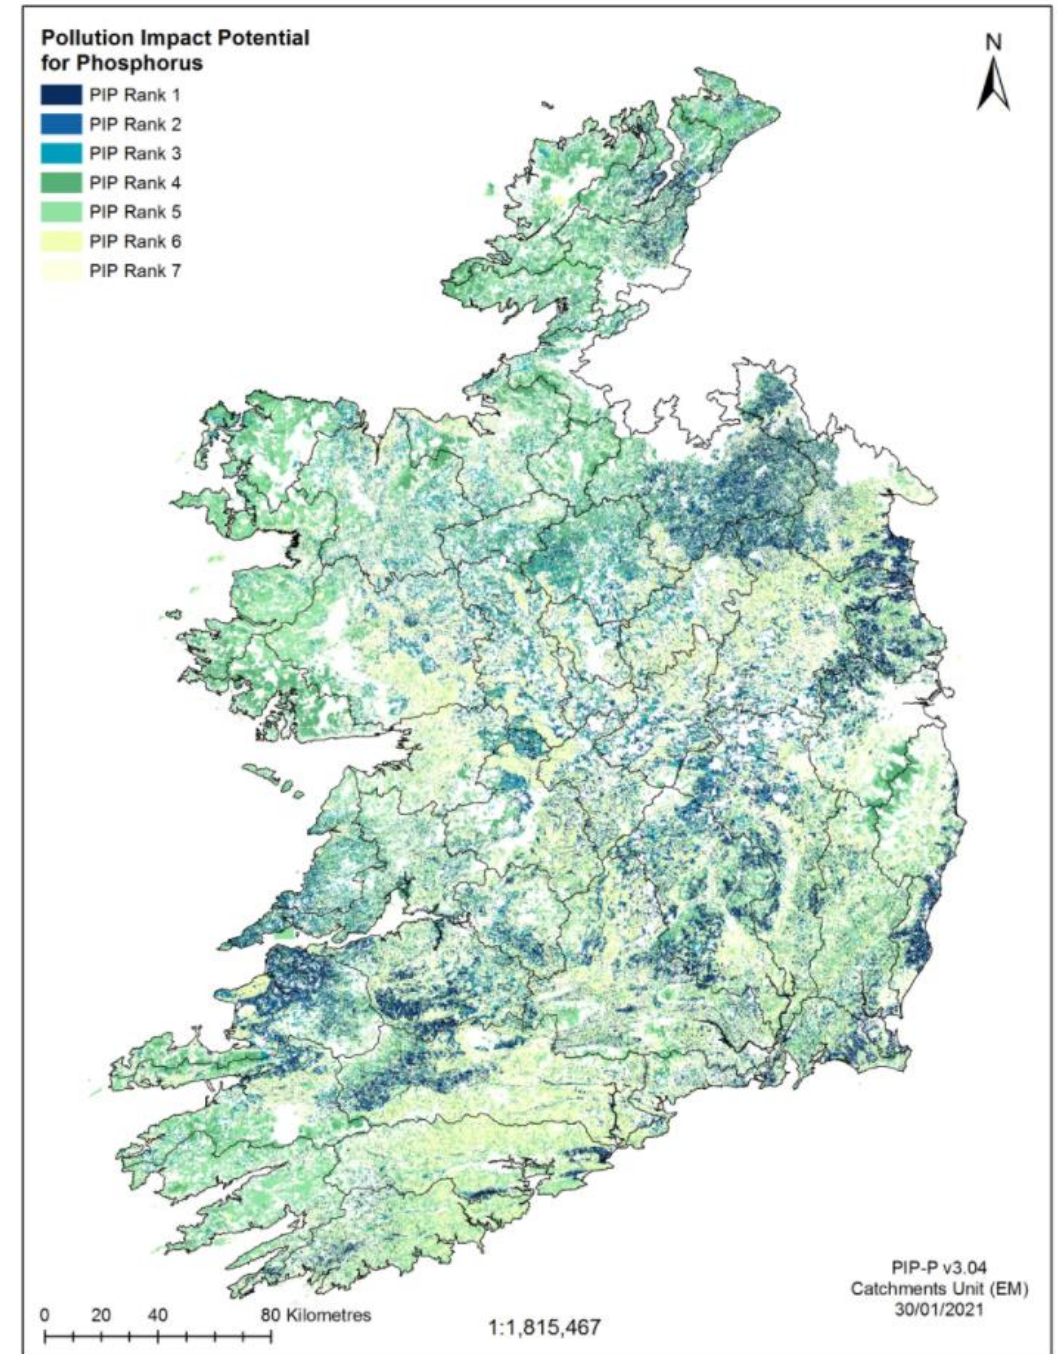 Pollution Impact Potential
for Phosphorus
PIP Rank 1
PIP Rank 2
PIP Rank 3
PIP Rank 4
PIP Rank 5
PIP Rank 6
PIP Rank 7
N
PIP-P v3.04
Catchments Unit (EM)
30/01/2021
0 20 40 80 Kilometres
1:1,815,467